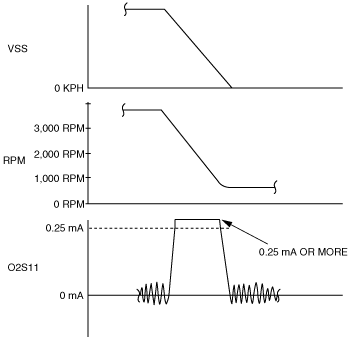 VSS
0 KPH
3,000 RPM
2,000 RPM
RPM
1,000 RPM
0 RPM
0.25 mA
0.25 mA OR MORE
O2S11
0 mA